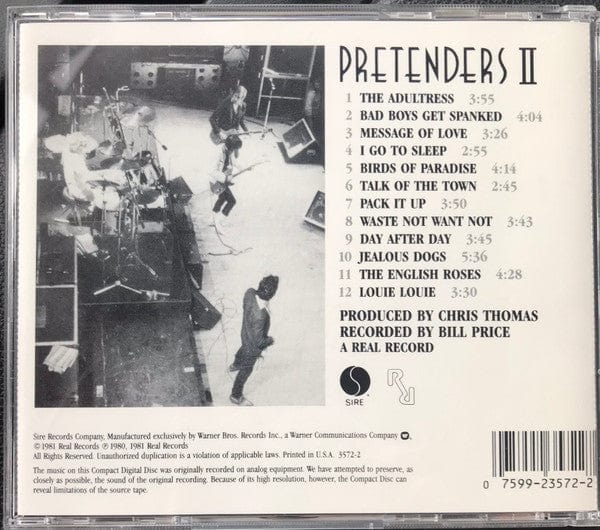 PRETENDERS II
1 THE ADULTRESS 3:55
2 BAD BOYS GET SPANKED 4:04
3 MESSAGE OF LOVE 3:26
4 I GO TO SLEEP 2:55
5 BIRDS OF PARADISE 4:14
6 TALK OF THE TOWN 2:45
7 PACK IT UP 3:50
8 WASTE NOT WANT NOT 3:43
9 DAY AFTER DAY 3:45
10 JEALOUS DOGS 5:36
11 THE ENGLISH ROSES 4:28
12 LOUIE LOUIE 3:30
PRODUCED BY CHRIS THOMAS
RECORDED BY BILL PRICE
A REAL RECORD
S
SIRE
RR
Sire Records Company, Manufactured exclusively by Warner Bros. Records Inc., a Warner Communications Company W.
©1981 Real Records ℗ 1980, 1981 Real Records
All Rights Reserved. Unauthorized duplication is a violation of applicable laws. Printed in U.S.A. 3572-2
The music on this Compact Digital Disc was originally recorded on analog equipment. We have attempted to preserve, as
closely as possible, the sound of the original recording. Because of its high resolution, however, the Compact Disc can
reveal limitations of the source tape.
0 7599-23572-2